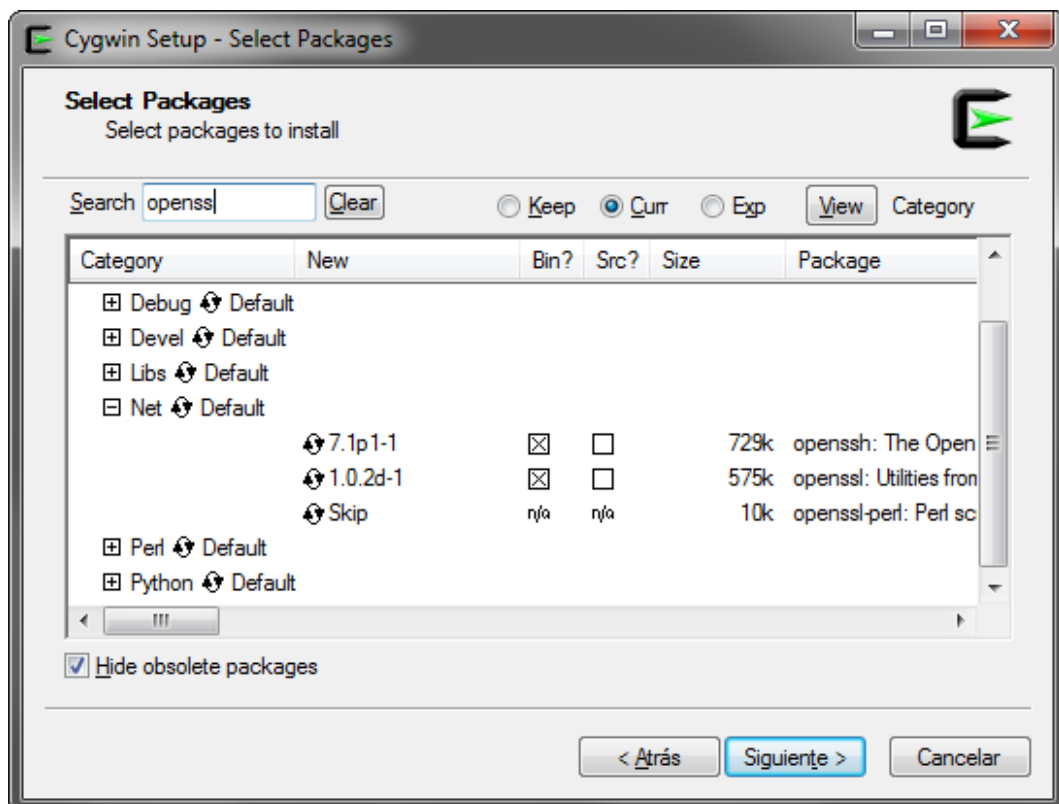 Cygwin Setup - Select Packages
Select Packages
Select packages to install
Search openss Clear Keep Curr Exp View Category
Category New Bin? Src? Size Package
Debug Default
Devel Default
Libs Default
Net Default
7.1p1-1 729k openssh: The Open
1.0.2d-1 575k openssl: Utilities from
Skip n/a n/a 10k openssl-perl: Perl sc
Perl Default
Python Default
Hide obsolete packages
< Atrás Siguiente > Cancelar